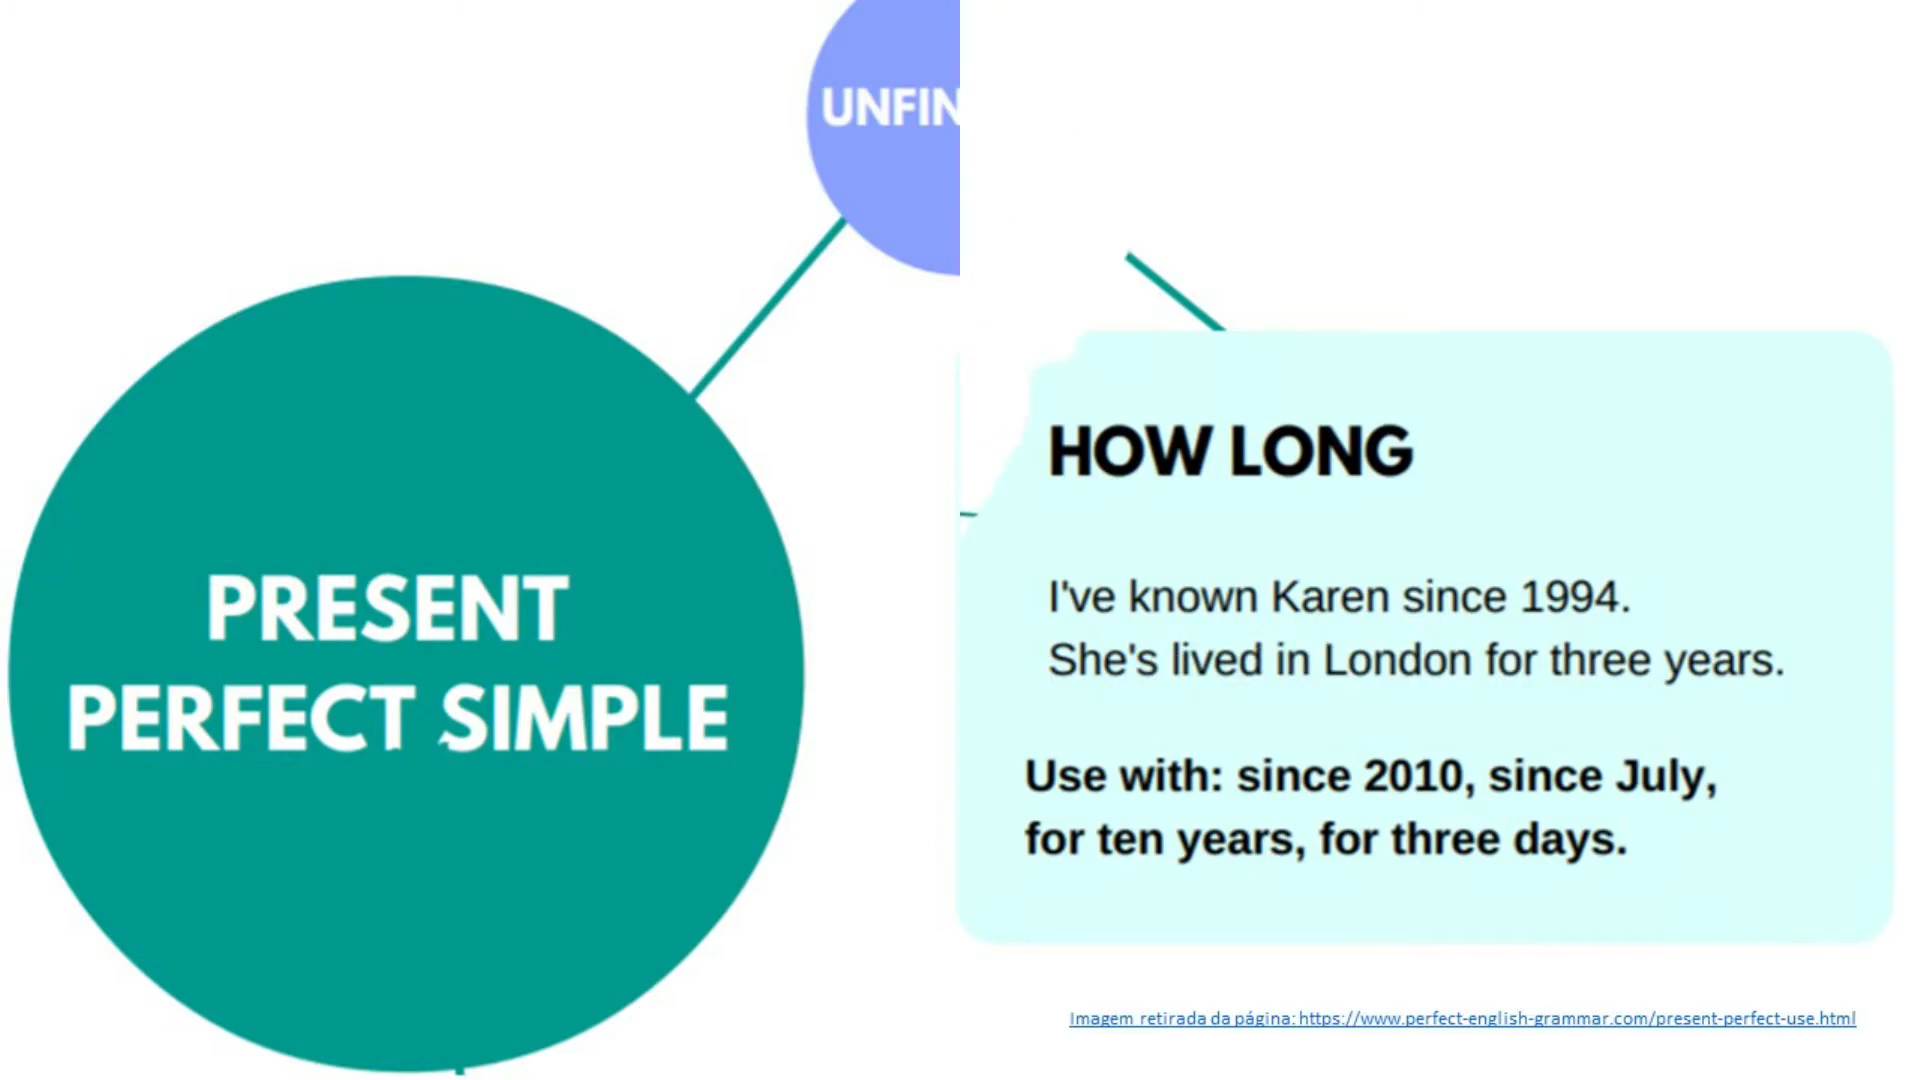 UNFIN
PRESENT
PERFECT SIMPLE
HOW LONG
I've known Karen since 1994.
She's lived in London for three years.
Use with: since 2010, since July,
for ten years, for three days.
Imagem retirada da página: https://www.perfect-english-grammar.com/present-perfect-use.html